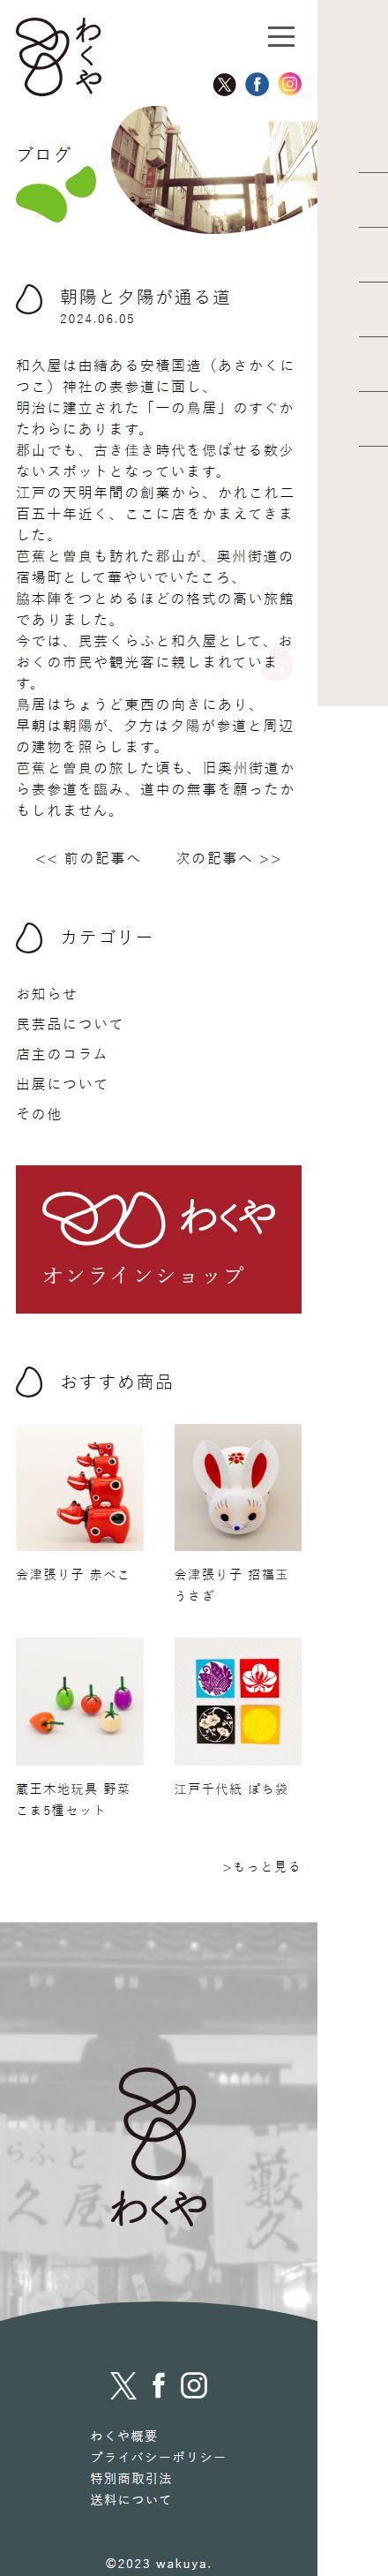 わくや
ブログ
朝陽と夕陽が通る道
2024.06.05
和久屋は由緒ある安積国造（あさかくに
つこ）神社の表参道に面し、
明治に建立された「一の鳥居」のすぐか
たわらにあります。
郡山でも、古き佳き時代を偲ばせる数少
ないスポットとなっています。
江戸の天明年間の創業から、かれこれ二
百五十年近く、ここに店をかまえてきま
した。
芭蕉と曽良も訪れた郡山が、奥州街道の
宿場町として華やいでいたころ、
脇本陣をつとめるほどの格式の高い旅館
でありました。
今では、民芸くらふと和久屋として、お
おくの市民や観光客に親しまれていま
す。
鳥居はちょうど東西の向きにあり、
早朝は朝陽が、夕方は夕陽が参道と周辺
の建物を照らします。
芭蕉と曽良の旅した頃も、旧奥州街道か
ら表参道を臨み、道中の無事を願ったか
もしれません。
<< 前の記事へ 次の記事へ >>
カテゴリー
お知らせ
民芸品について
店主のコラム
出展について
その他
わくや
オンラインショップ
おすすめ商品
会津張り子 赤べこ
会津張り子 招福玉
うさぎ
蔵王木地玩具 野菜
こま5種セット
江戸千代紙 ぽち袋
>もっと見る
らふと
久屋
藪久
わくや
わくや概要
プライバシーポリシー
特別商取引法
送料について
©2023 wakuya.